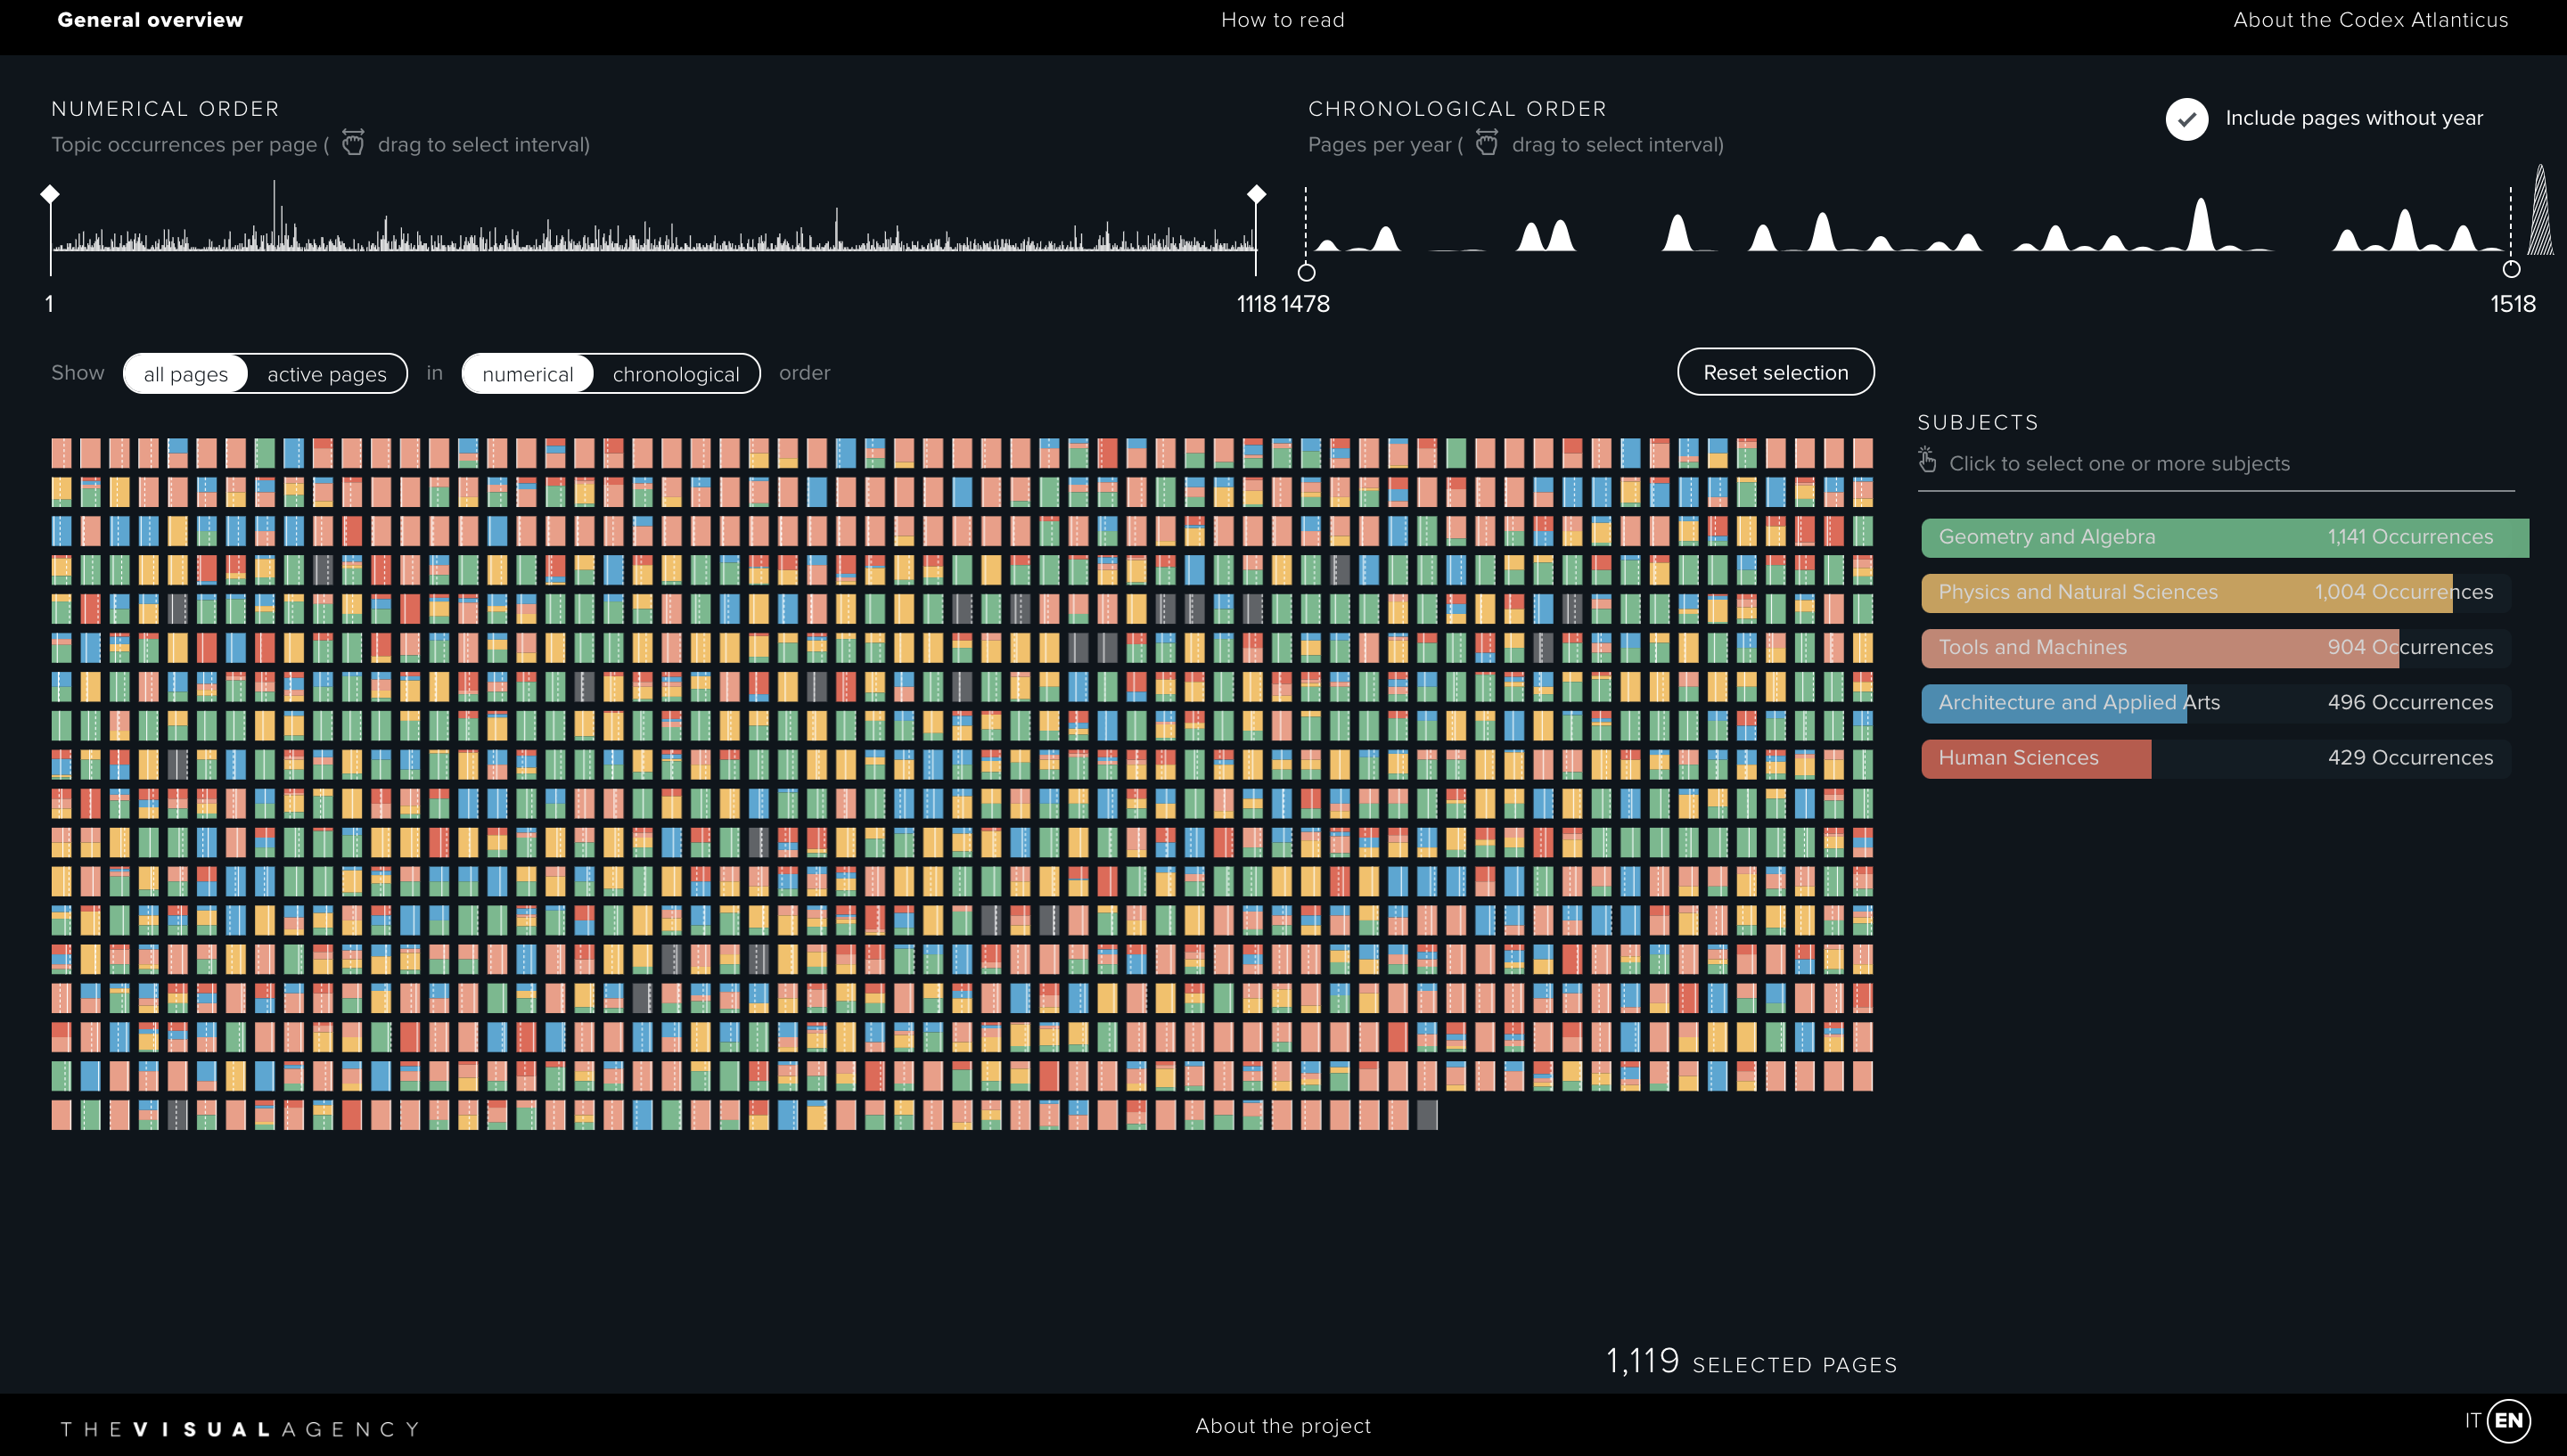 General overview
How to read
About the Codex Atlanticus
NUMERICAL ORDER
Topic occurrences per page ( drag to select interval)
1
1118
CHRONOLOGICAL ORDER
Pages per year ( drag to select interval)
Include pages without year
1478
1518
Show all pages active pages in numerical chronological order
Reset selection
SUBJECTS
Click to select one or more subjects
Geometry and Algebra 1,141 Occurrences
Physics and Natural Sciences 1,004 Occurrences
Tools and Machines 904 Occurrences
Architecture and Applied Arts 496 Occurrences
Human Sciences 429 Occurrences
1,119 SELECTED PAGES
THEVISUALAGENCY
About the project
IT EN